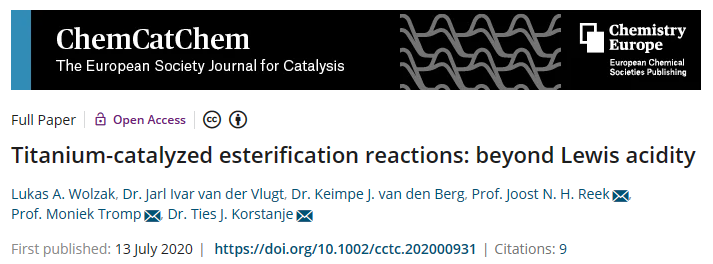 ChemCatChem
The European Society Journal for Catalysis
Chemistry
Europe
European Chemical
Societies Publishing
Full Paper | Open Access | cc
Titanium-catalyzed esterification reactions: beyond Lewis acidity
Lukas A. Wolzak, Dr. Jarl Ivar van der Vlugt, Dr. Keimpe J. van den Berg, Prof. Joost N. H. Reek,
Prof. Moniek Tromp, Dr. Ties J. Korstanje
First published: 13 July 2020 | https://doi.org/10.1002/cctc.202000931 | Citations: 9